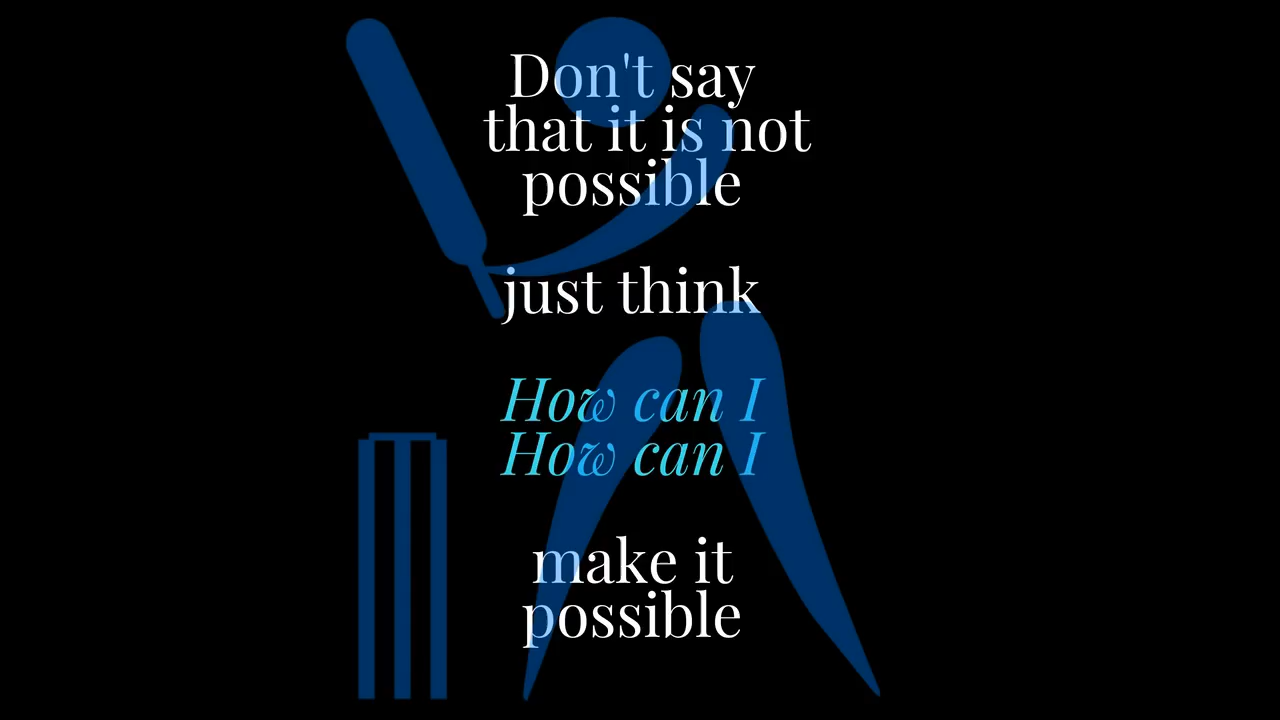 Don't say
that it is not
possible
just think
How can I
How can I
make it
possible